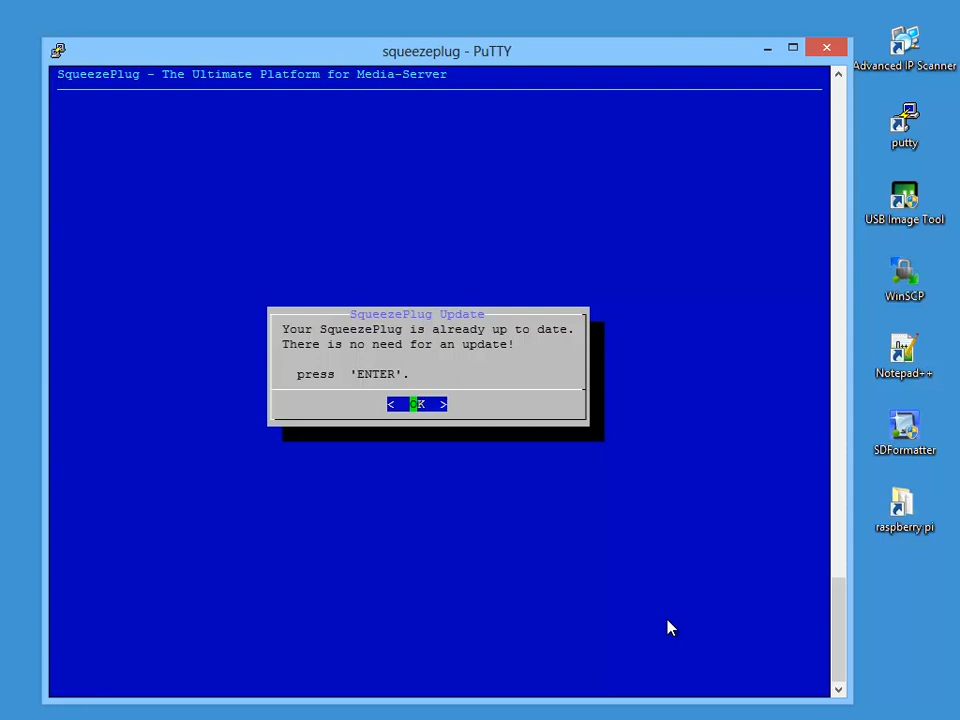 squeezeplug - PuTTY
SqueezePlug - The Ultimate Platform for Media-Server
SqueezePlug Update
Your SqueezePlug is already up to date.
There is no need for an update!
press 'ENTER'.
< OK >
Advanced IP Scanner
putty
USB Image Tool
WinSCP
Notepad++
SDFormatter
raspberry pi